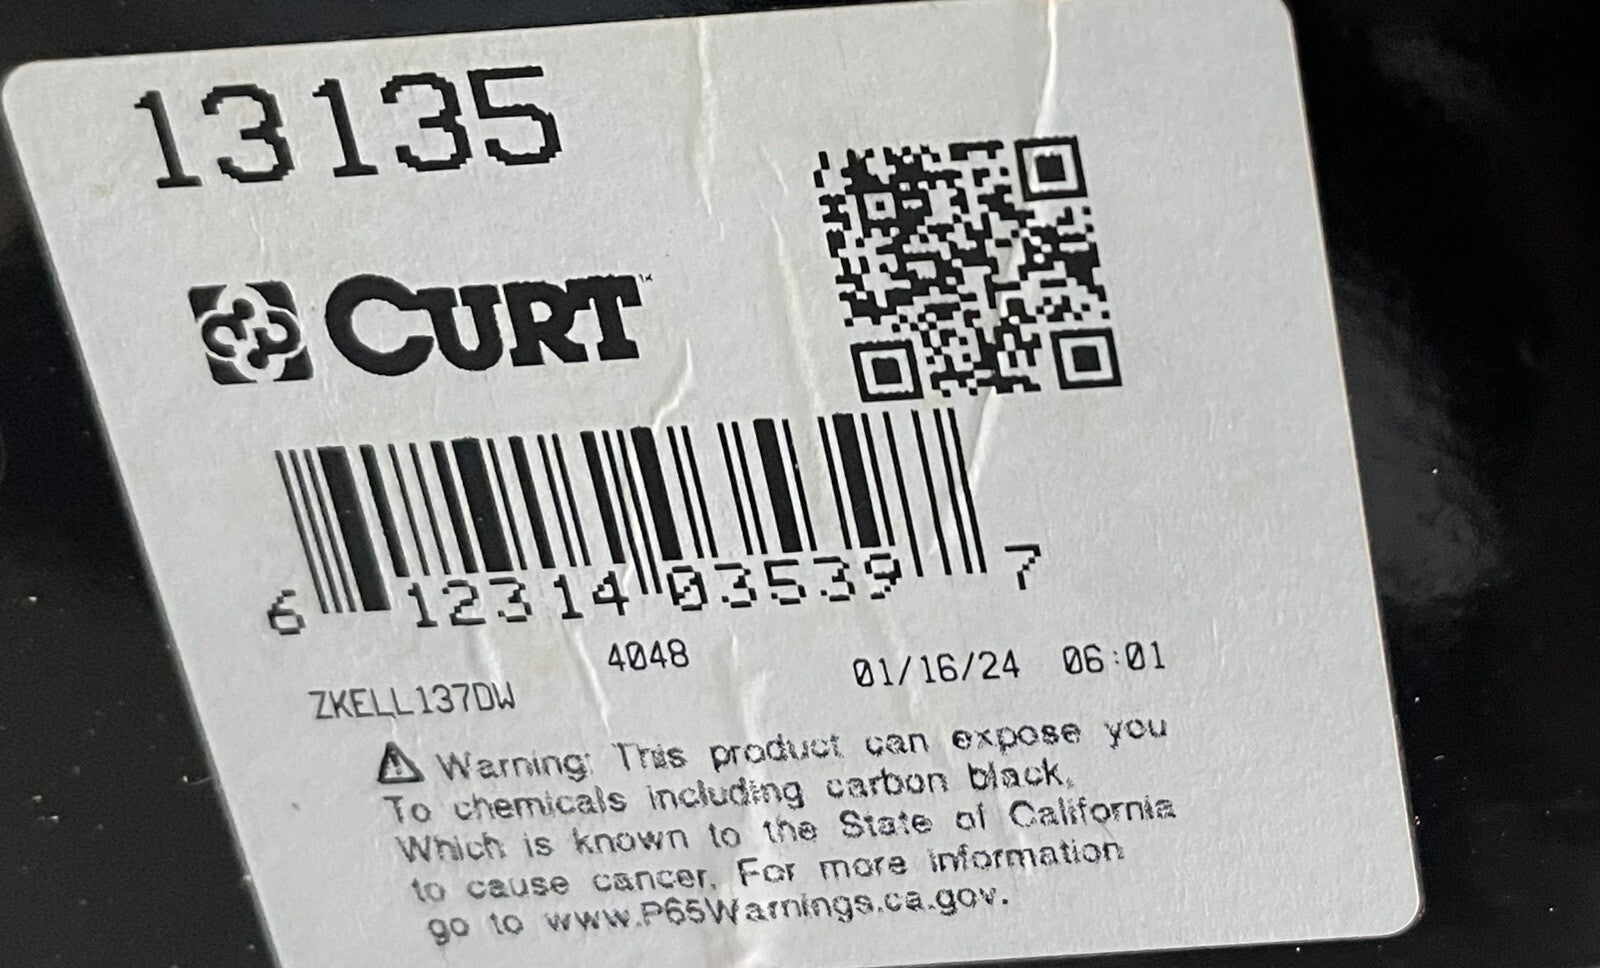 13135
CURT™
6 12314 03539 7
4048
01/16/24 06:01
ZKELL137DW
⚠ Warning: This product can expose you
To chemicals including carbon black,
Which is known to the State of California
to cause cancer. For more information
go to www.P65Warnings.ca.gov.